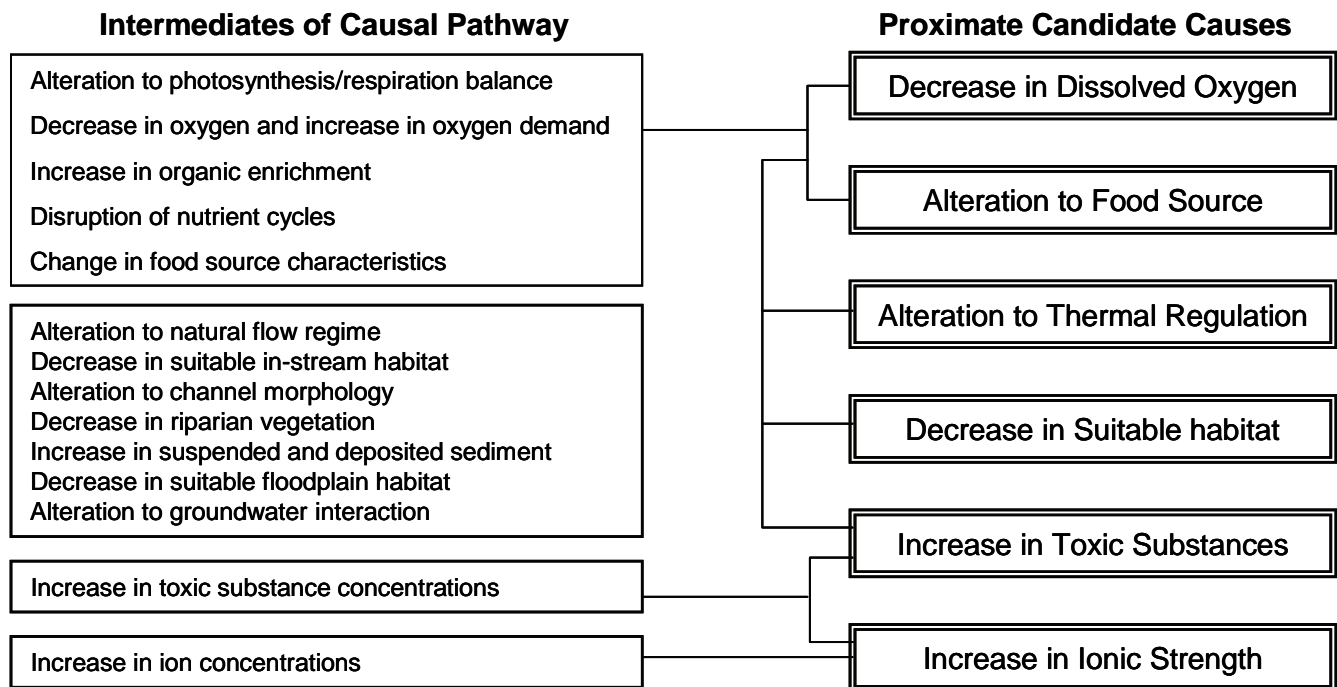 Intermediates of Causal Pathway
Alteration to photosynthesis/respiration balance
Decrease in oxygen and increase in oxygen demand
Increase in organic enrichment
Disruption of nutrient cycles
Change in food source characteristics
Alteration to natural flow regime
Decrease in suitable in-stream habitat
Alteration to channel morphology
Decrease in riparian vegetation
Increase in suspended and deposited sediment
Decrease in suitable floodplain habitat
Alteration to groundwater interaction
Increase in toxic substance concentrations
Increase in ion concentrations
Proximate Candidate Causes
Decrease in Dissolved Oxygen
Alteration to Food Source
Alteration to Thermal Regulation
Decrease in Suitable habitat
Increase in Toxic Substances
Increase in Ionic Strength